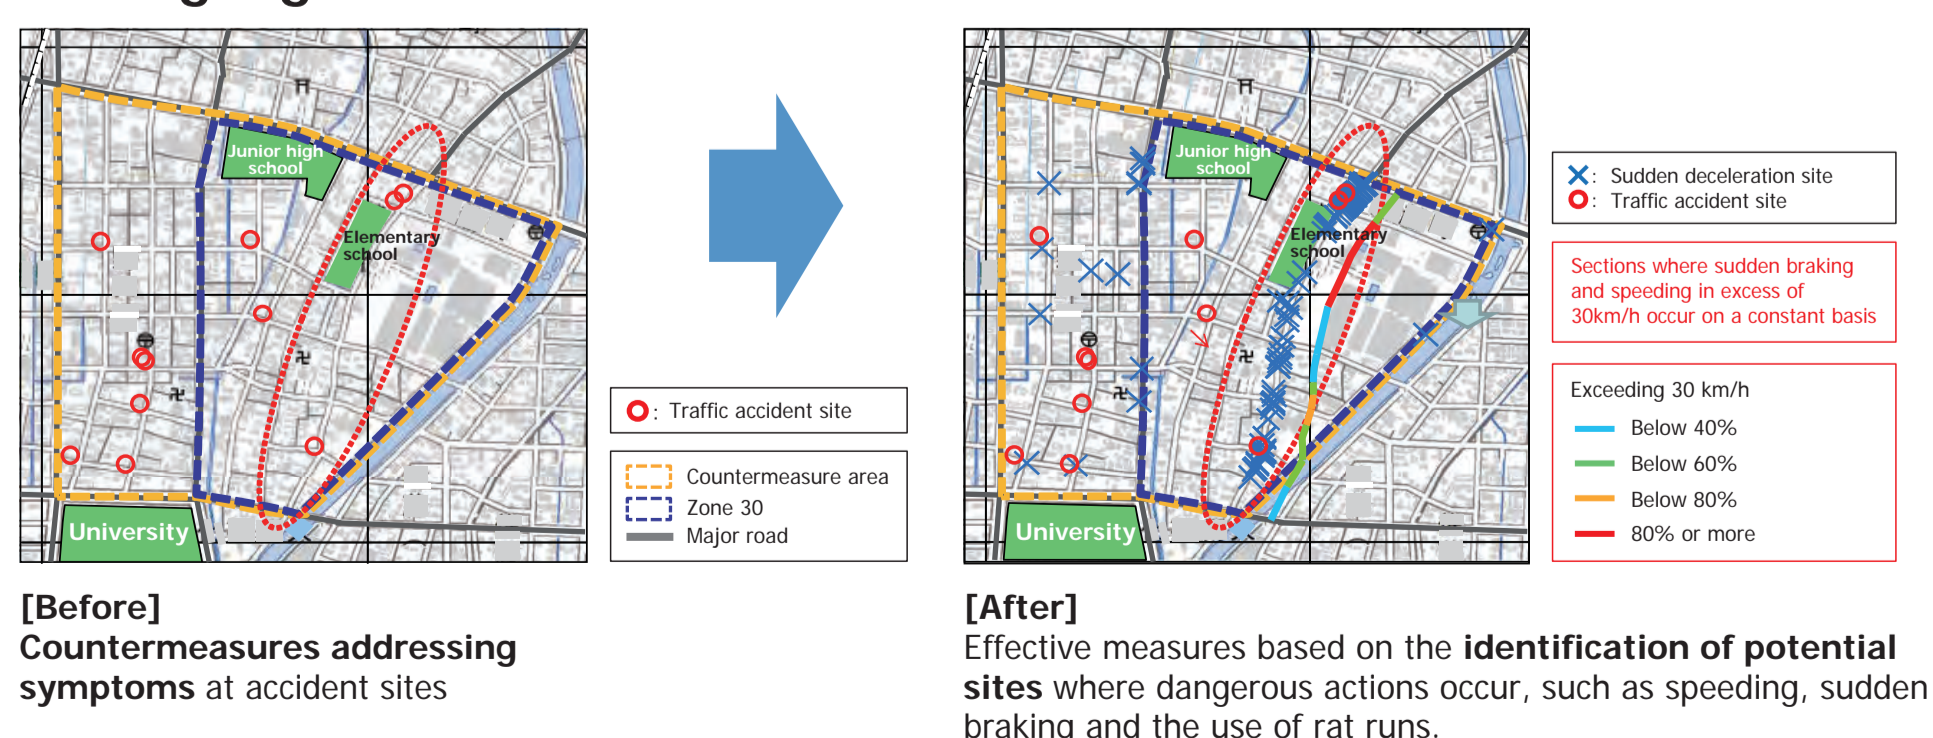 Junior high
school
Elementary
school
University
: Traffic accident site
Countermeasure area
Zone 30
Major road
[Before]
Countermeasures addressing
symptoms at accident sites
Junior high
school
Elementary
school
University
: Sudden deceleration site
: Traffic accident site
Sections where sudden braking
and speeding in excess of
30km/h occur on a constant basis
Exceeding 30 km/h
Below 40%
Below 60%
Below 80%
80% or more
[After]
Effective measures based on the identification of potential
sites where dangerous actions occur, such as speeding, sudden
braking and the use of rat runs.